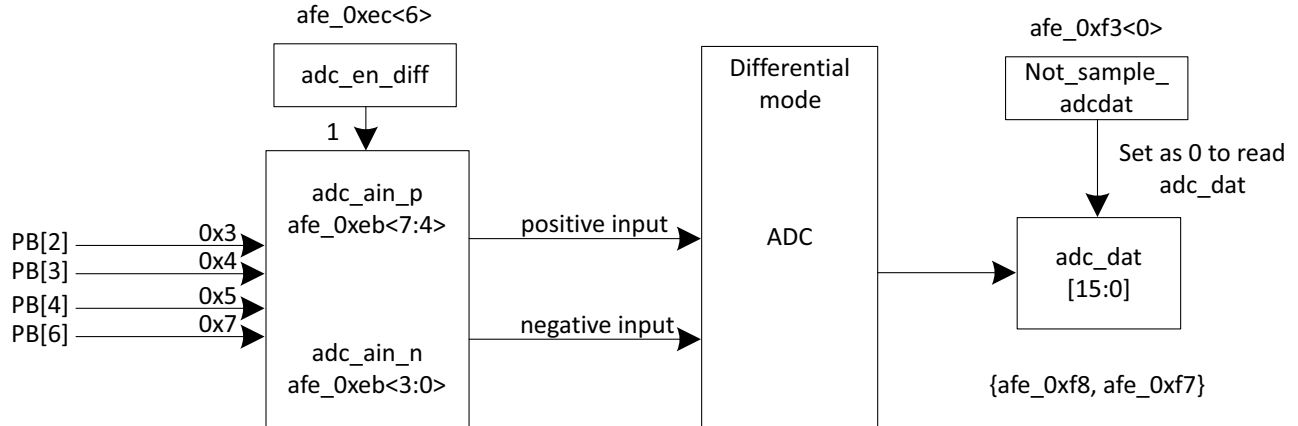 afe_0xec<6>
adc_en_diff
1
afe_0xf3<0>
Not_sample_
adcdat
Set as 0 to read
adc_dat
Differential
mode
ADC
adc_ain_p
afe_0xeb<7:4>
adc_ain_n
afe_0xeb<3:0>
PB[2] 0x3
PB[3] 0x4
PB[4] 0x5
PB[6] 0x7
positive input
negative input
adc_dat
[15:0]
{afe_0xf8, afe_0xf7}